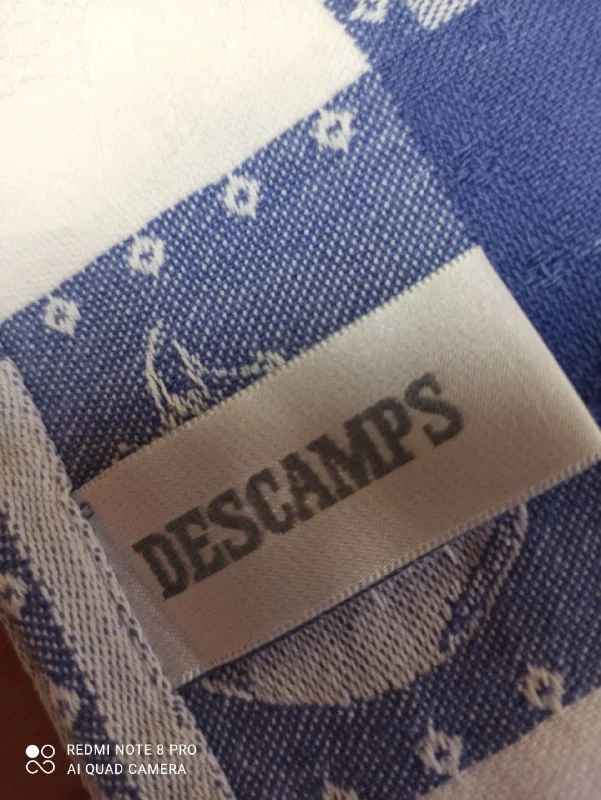 DESCAMPS
REDMI NOTE 8 PRO
AI QUAD CAMERA